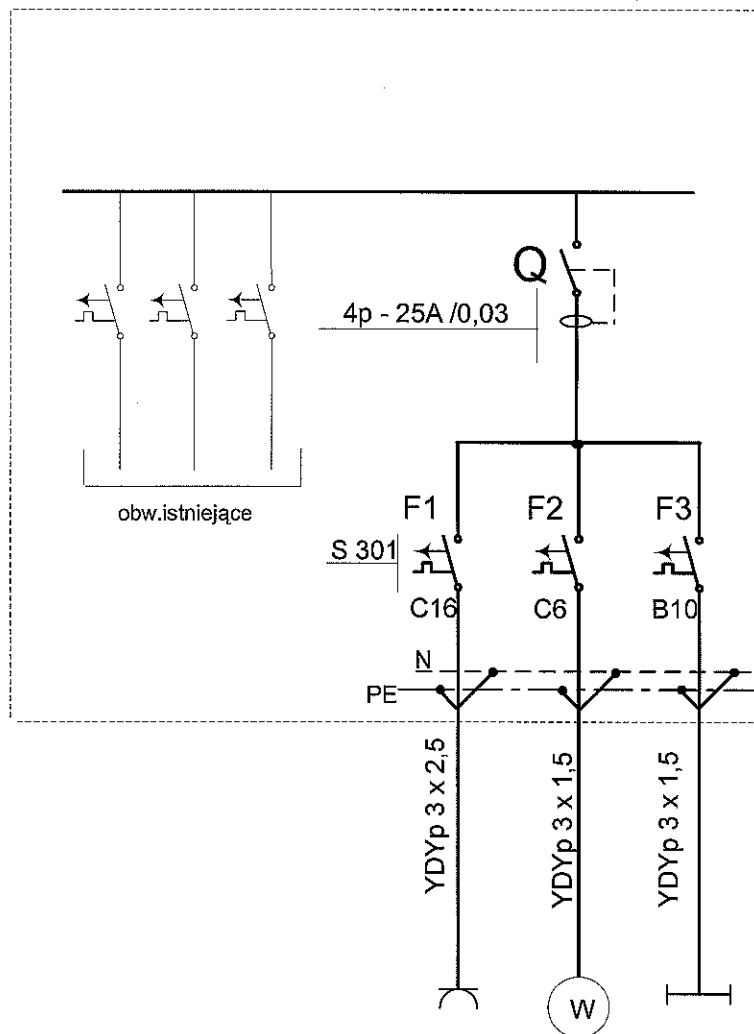 Q
4p - 25A /0,03
obw.istniejące
F1
F2
F3
S 301
C16
C6
B10
N
PE
YDYp 3 x 2,5
YDYp 3 x 1,5
YDYp 3 x 1,5
W